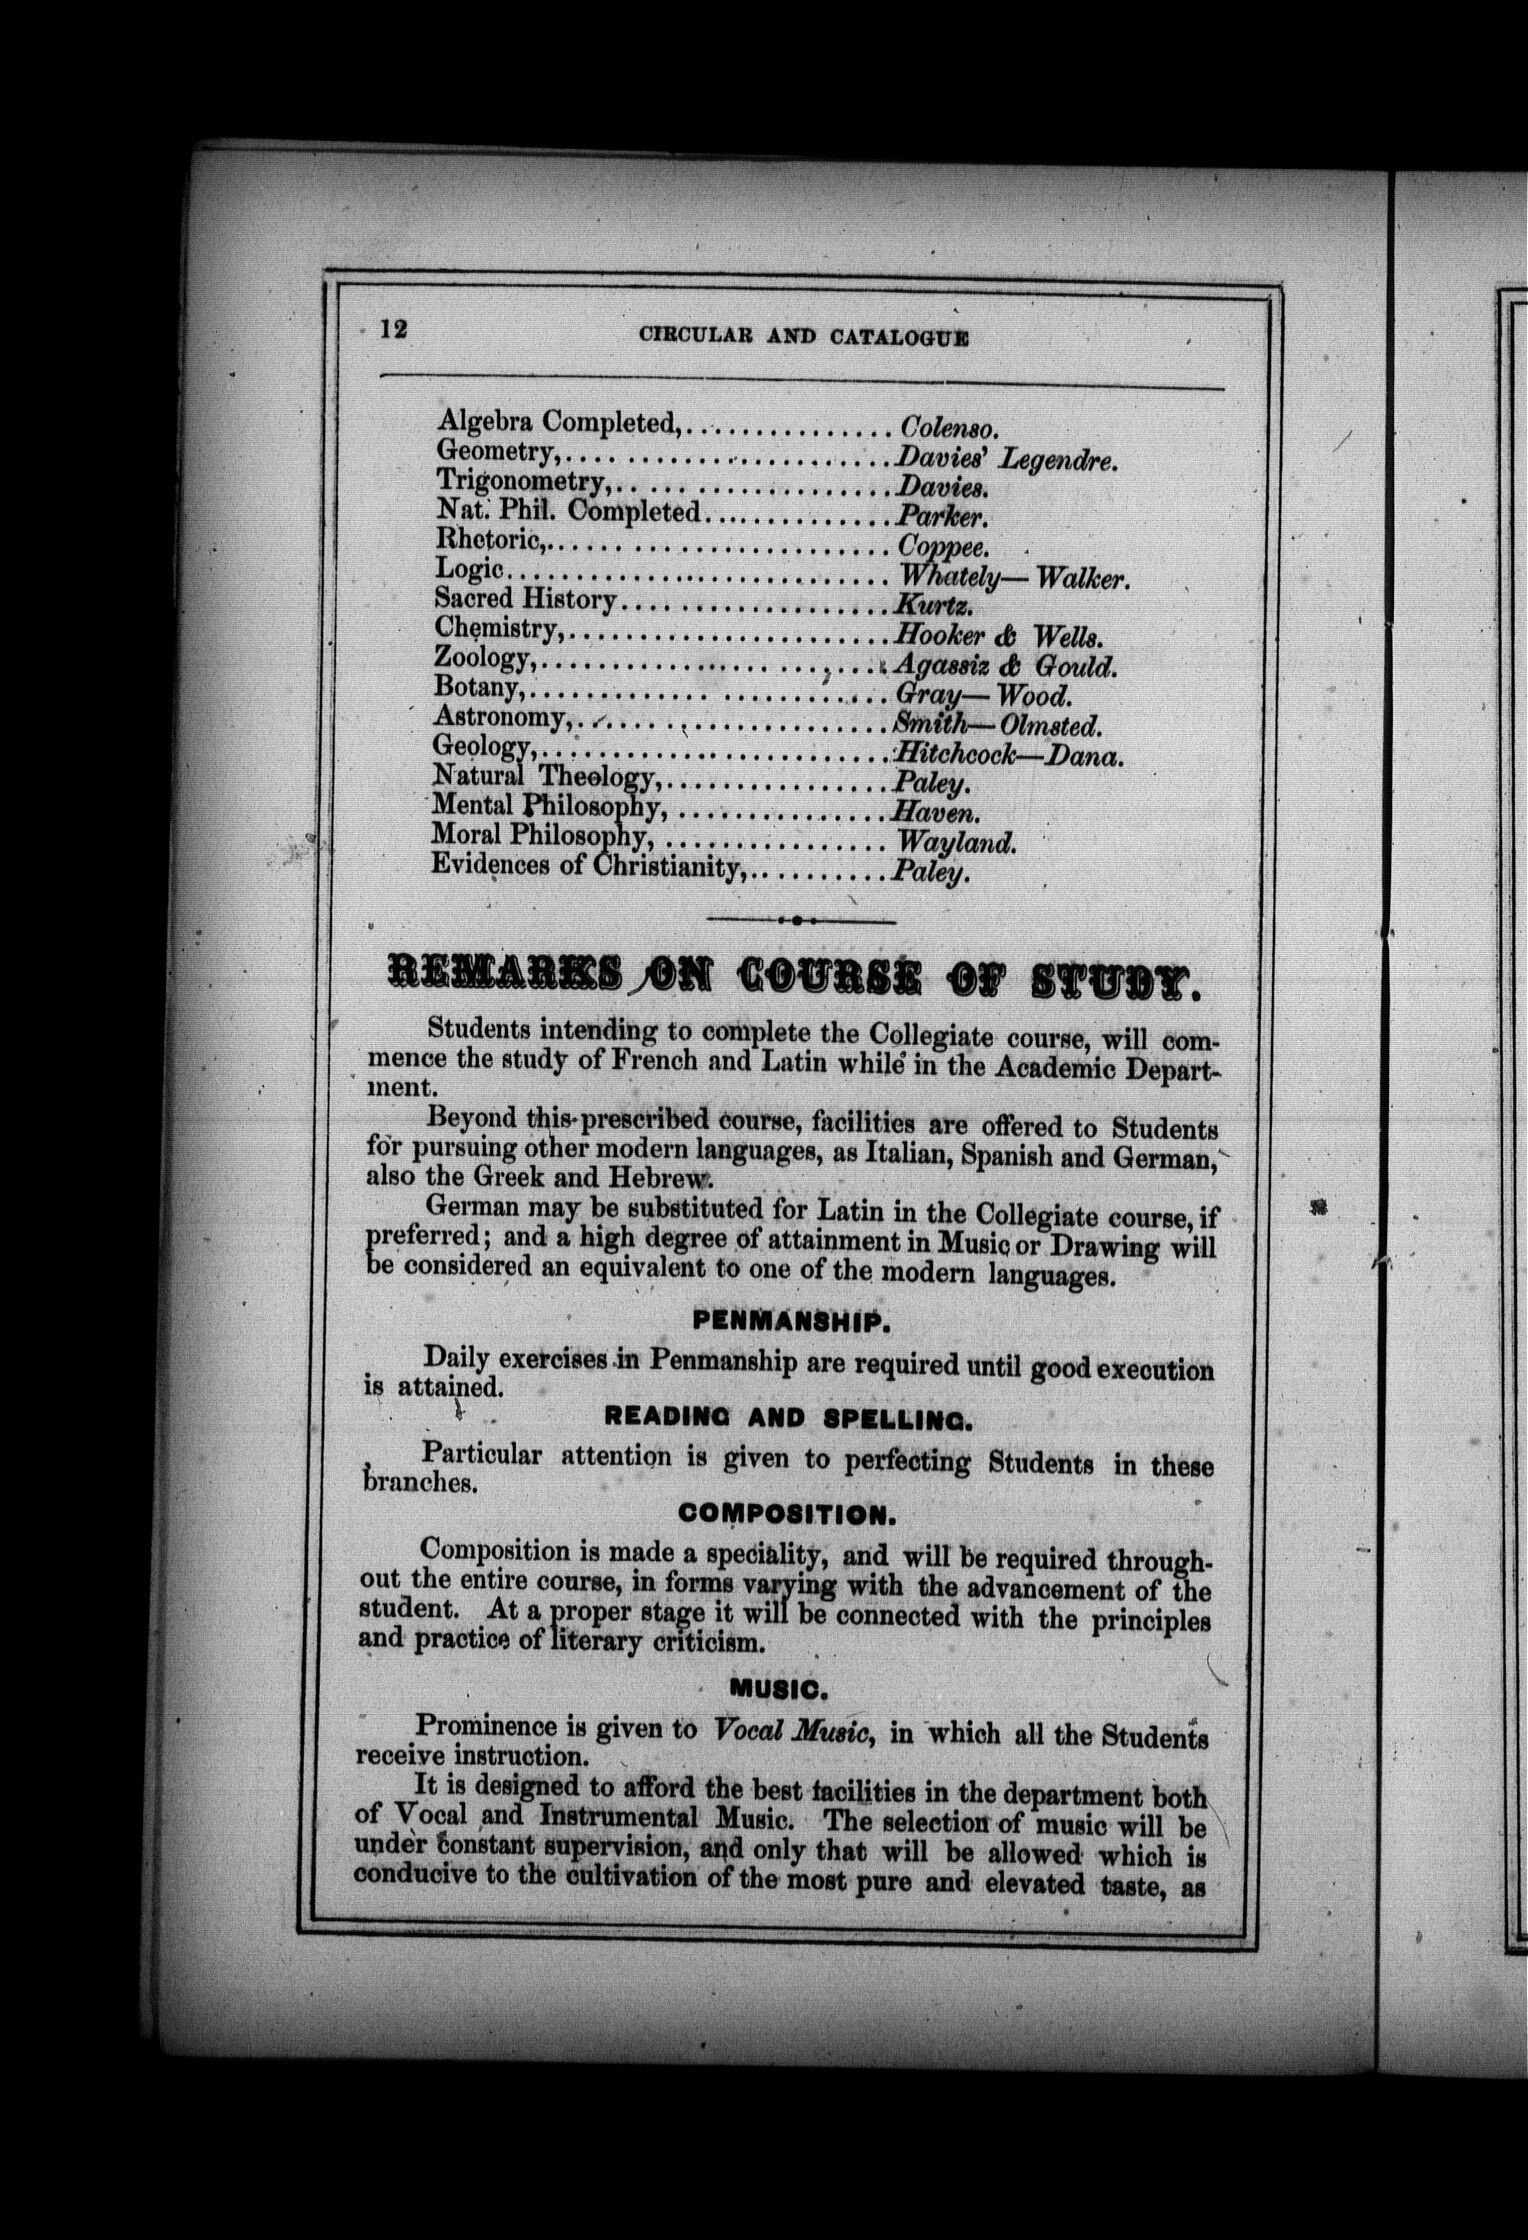 12 CIRCULAR AND CATALOGUE
Algebra Completed,............... Colenso.
Geometry,........................Davies' Legendre.
Trigonometry,....................Davies.
Nat. Phil. Completed..............Parker.
Rhetoric,......................... Coppee.
Logic............................ Whately—Walker.
Sacred History...................Kurtz.
Chemistry,.......................Hooker & Wells.
Zoology,.........................Agassiz & Gould.
Botany,..........................Gray—Wood.
Astronomy,.......................Smith—Olmsted.
Geology,.........................Hitchcock—Dana.
Natural Theology,................Paley.
Mental Philosophy, ...............Haven.
Moral Philosophy, ................ Wayland.
Evidences of Christianity,..........Paley.
REMARKS ON COURSE OF STUDY.
Students intending to complete the Collegiate course, will com-
mence the study of French and Latin while in the Academic Depart-
ment.
Beyond this prescribed course, facilities are offered to Students
for pursuing other modern languages, as Italian, Spanish and German,
also the Greek and Hebrew.
German may be substituted for Latin in the Collegiate course, if
preferred; and a high degree of attainment in Music or Drawing will
be considered an equivalent to one of the modern languages.
PENMANSHIP.
Daily exercises in Penmanship are required until good execution
is attained.
READING AND SPELLING.
Particular attention is given to perfecting Students in these
branches.
COMPOSITION.
Composition is made a speciality, and will be required through-
out the entire course, in forms varying with the advancement of the
student. At a proper stage it will be connected with the principles
and practice of literary criticism.
MUSIC.
Prominence is given to Vocal Music, in which all the Students
receive instruction.
It is designed to afford the best facilities in the department both
of Vocal and Instrumental Music. The selection of music will be
under constant supervision, and only that will be allowed which is
conducive to the cultivation of the most pure and elevated taste, as